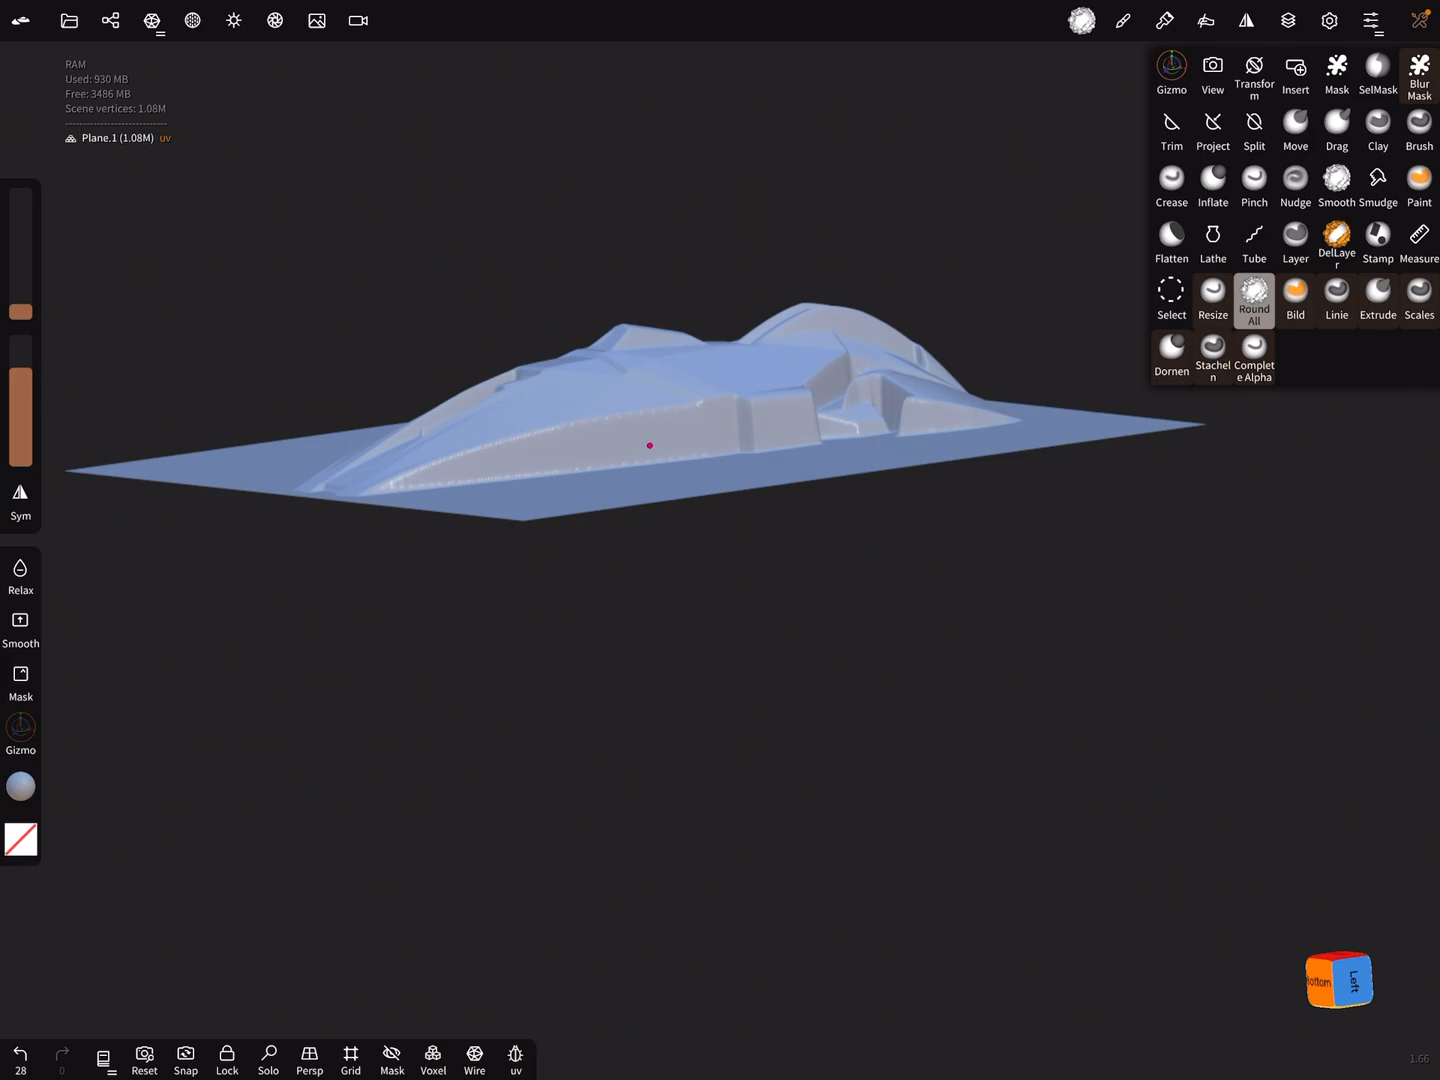 RAM
Used: 930 MB
Free: 3486 MB
Scene vertices: 1.08M
----------------------------
Plane.1 (1.08M) uv
Gizmo View Transfor
m Insert Mask SelMask Blur
Mask
Trim Project Split Move Drag Clay Brush
Crease Inflate Pinch Nudge Smooth Smudge Paint
Flatten Lathe Tube Layer DelLaye
r Stamp Measure
Select Resize Round
All Bild Linie Extrude Scales
Dornen Stachel
n Complet
e Alpha
Sym
Relax
Smooth
Mask
Gizmo
Left
28 0 Reset Snap Lock Solo Persp Grid Mask Voxel Wire uv
1.66